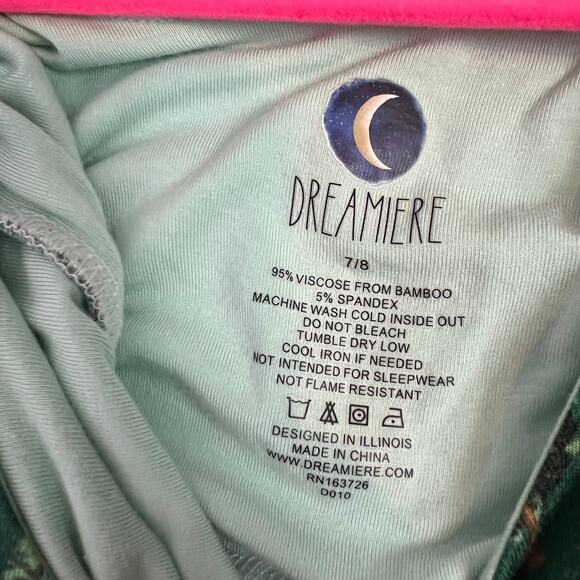 DREAMIERE
7/8
95% VISCOSE FROM BAMBOO
5% SPANDEX
MACHINE WASH COLD INSIDE OUT
DO NOT BLEACH
TUMBLE DRY LOW
COOL IRON IF NEEDED
NOT INTENDED FOR SLEEPWEAR
NOT FLAME RESISTANT
DESIGNED IN ILLINOIS
MADE IN CHINA
WWW.DREAMIERE.COM
RN163726
D010